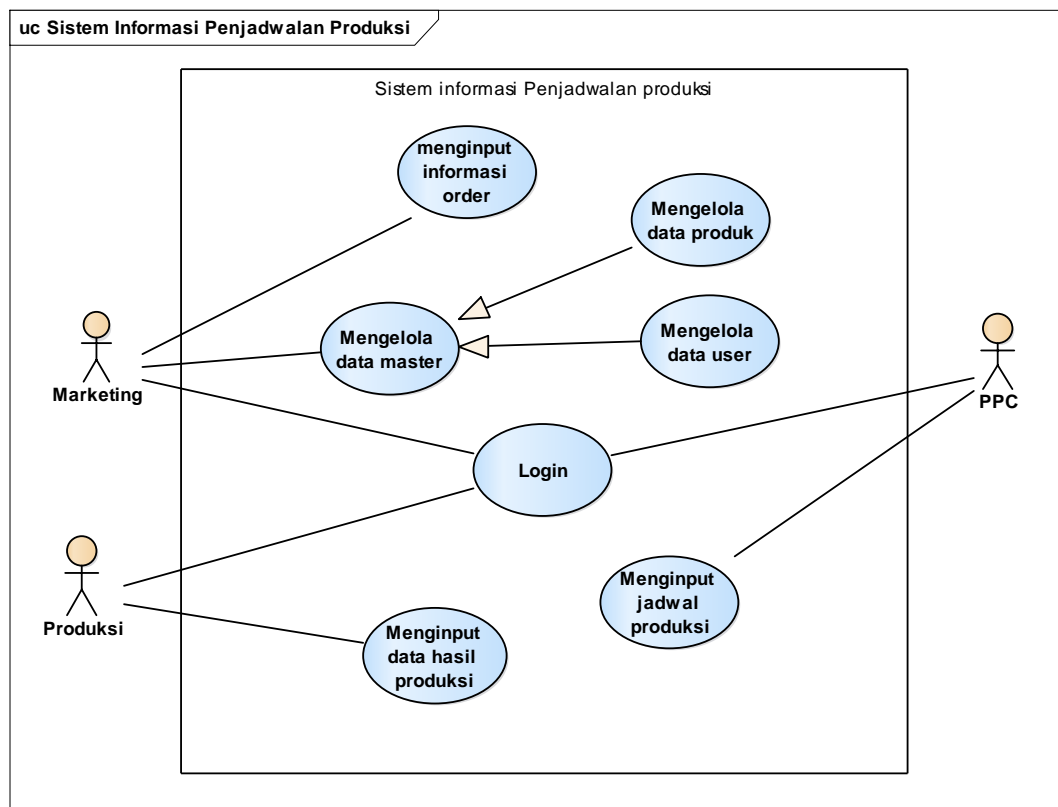 uc Sistem Informasi Penjadwalan Produksi
Sistem informasi Penjadwalan produksi
menginput
informasi
order
Mengelola
data produk
Mengelola
data master
Mengelola
data user
Marketing
PPC
Login
Produksi
Menginput
jadwal
produksi
Menginput
data hasil
produksi